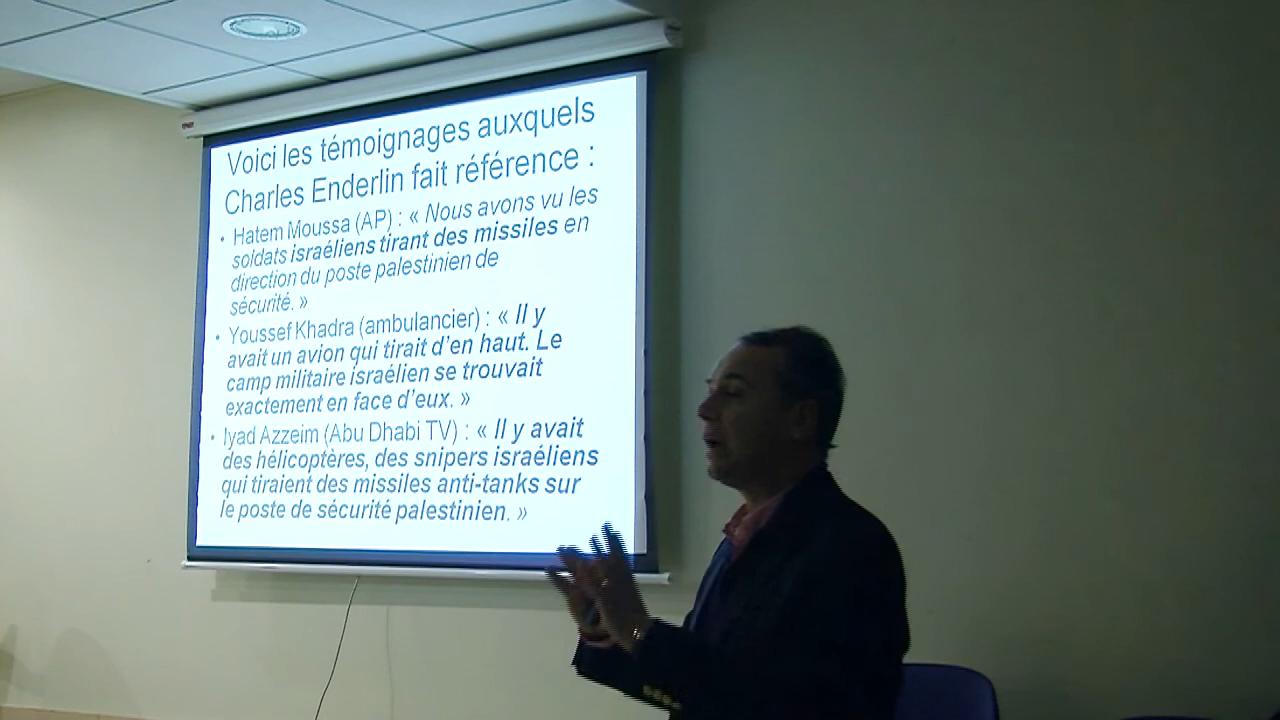 Voici les témoignages auxquels
Charles Enderlin fait référence :
• Hatem Moussa (AP) : « Nous avons vu les
soldats israéliens tirant des missiles en
direction du poste palestinien de
sécurité. »
• Youssef Khadra (ambulancier) : « Il y
avait un avion qui tirait d’en haut. Le
camp militaire israélien se trouvait
exactement en face d’eux. »
• Iyad Azzeim (Abu Dhabi TV) : « Il y avait
des hélicoptères, des snipers israéliens
qui tiraient des missiles anti-tanks sur
le poste de sécurité palestinien. »